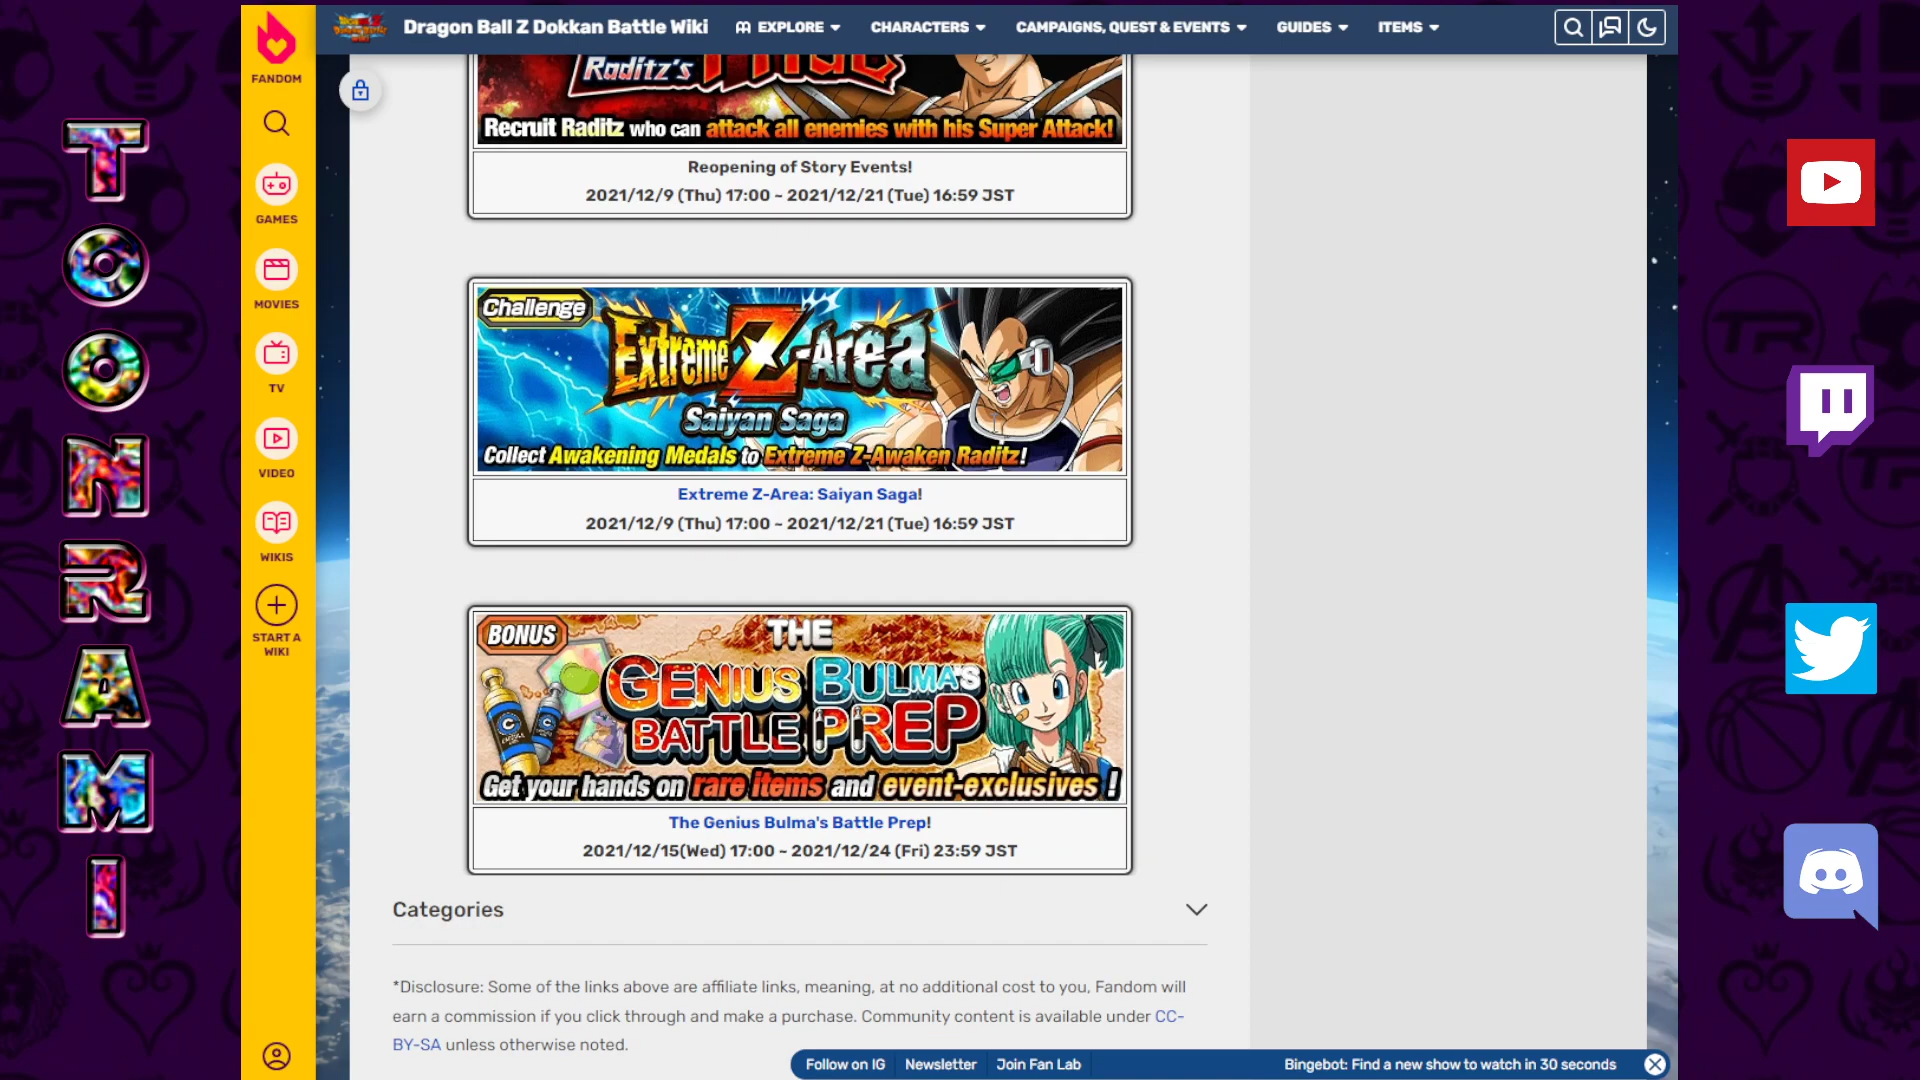 TOONRAMI
FANDOM
GAMES
MOVIES
TV
VIDEO
WIKIS
START A
WIKI
Dragon Ball Z Dokkan Battle Wiki
EXPLORE
CHARACTERS
CAMPAIGNS, QUEST & EVENTS
GUIDES
ITEMS
Raditz's
Recruit Raditz who can attack all enemies with his Super Attack!
Reopening of Story Events!
2021/12/9 (Thu) 17:00 ~ 2021/12/21 (Tue) 16:59 JST
Challenge
Extreme Z-Area
Saiyan Saga
Collect Awakening Medals to Extreme Z-Awaken Raditz!
Extreme Z-Area: Saiyan Saga!
2021/12/9 (Thu) 17:00 ~ 2021/12/21 (Tue) 16:59 JST
BONUS
THE
GENIUS BULMA'S
BATTLE PREP
Get your hands on rare items and event-exclusives !
The Genius Bulma's Battle Prep!
2021/12/15(Wed) 17:00 ~ 2021/12/24 (Fri) 23:59 JST
Categories
*Disclosure: Some of the links above are affiliate links, meaning, at no additional cost to you, Fandom will
earn a commission if you click through and make a purchase. Community content is available under CC-
BY-SA unless otherwise noted.
Follow on IG
Newsletter
Join Fan Lab
Bingebot: Find a new show to watch in 30 seconds